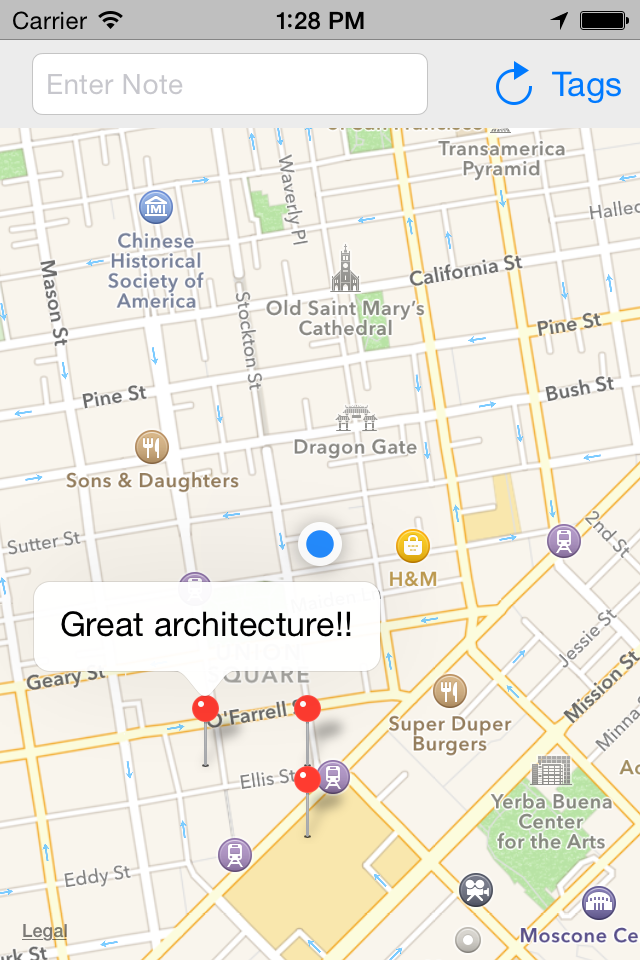 Carrier 1:28 PM
Enter Note Tags
Transamerica
Pyramid
Waverly Pl
Chinese
Historical
Society of
America
Mason St
California St
Old Saint Mary's
Cathedral
Stockton St
Pine St
Pine St
Bush St
Dragon Gate
Sons & Daughters
Sutter St
2nd St
H&M
Great architecture!!
UNION
SQUARE
Geary St
Jessie St
Mission St
O'Farrell S
Super Duper
Burgers
Minna
Ellis St
Yerba Buena
Center
for the Arts
Eddy St
Legal
Moscone Ce